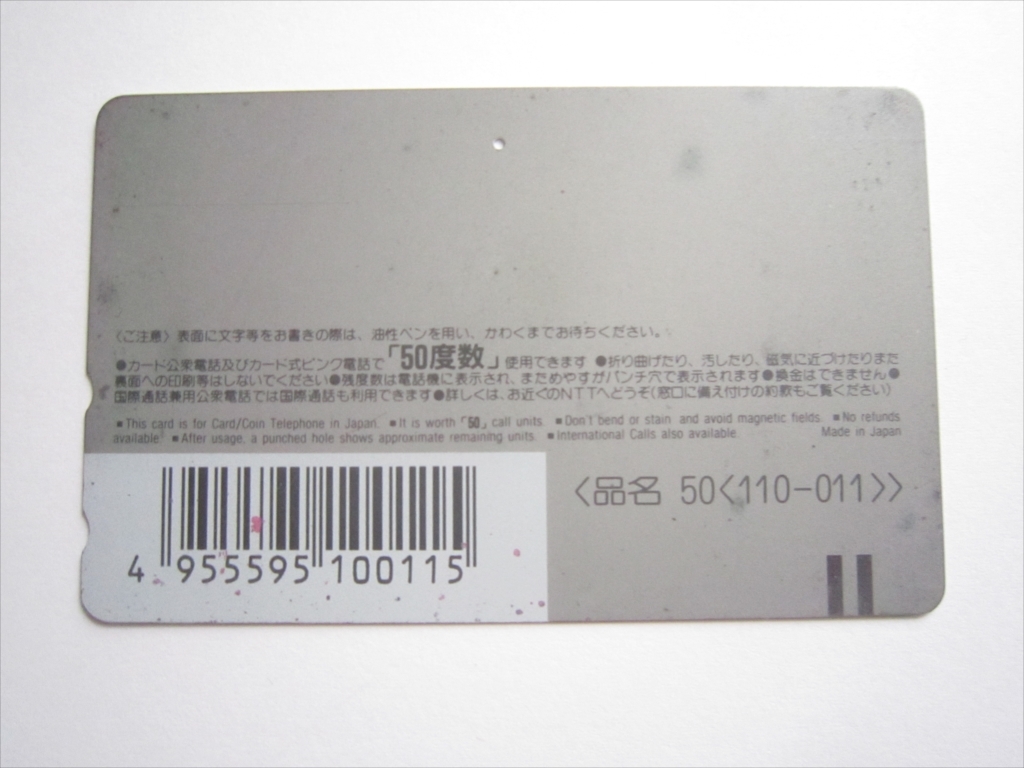 〈ご注意〉表面に文字等をお書きの際は、油性ペンを用い、かわくまでお待ちください。
●カード公衆電話及びカード式ピンク電話で「50度数」使用できます ●折り曲げたり、汚したり、磁気に近づけたりまた
裏面への印刷等はしないでください●残度数は電話機に表示され、まためやすがパンチ穴で表示されます●換金はできません●
国際通話兼用公衆電話では国際通話も利用できます●詳しくは、お近くのNTTへどうぞ(窓口に備え付けの約款もご覧ください)
■This card is for Card/Coin Telephone in Japan. ■It is worth「50」call units. ■Don't bend or stain and avoid magnetic fields. ■No refunds
available. ■After usage, a punched hole shows approximate remaining units. ■International Calls also available. Made in Japan
〈品名 50〈110-011〉〉
4 955595 100115